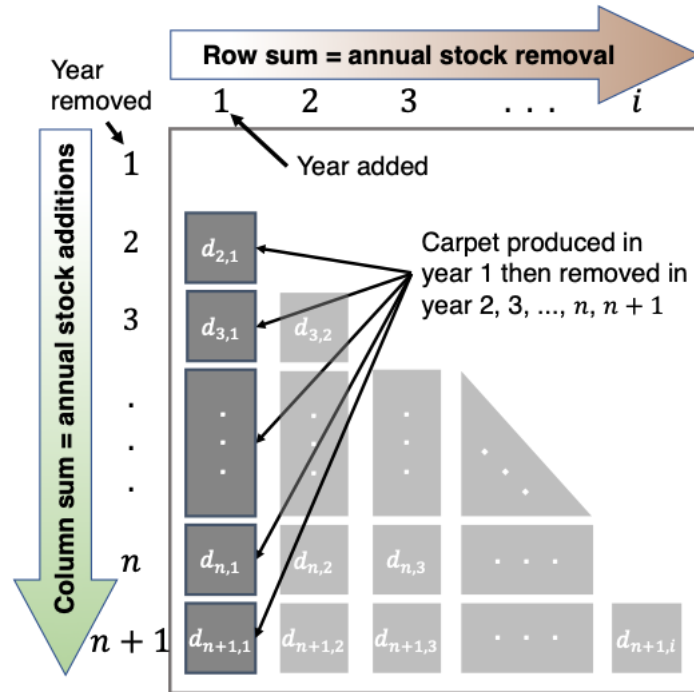 Row sum = annual stock removal
Year
removed
1 2 3 . . . i
1
Year added
Column sum = annual stock additions
2
d2,1
Carpet produced in
year 1 then removed in
year 2, 3, ..., n, n + 1
3
d3,1 d3,2
.
.
.
n
dn,1 dn,2 dn,3 . . .
n + 1
dn+1,1 dn+1,2 dn+1,3 . . . dn+1,i